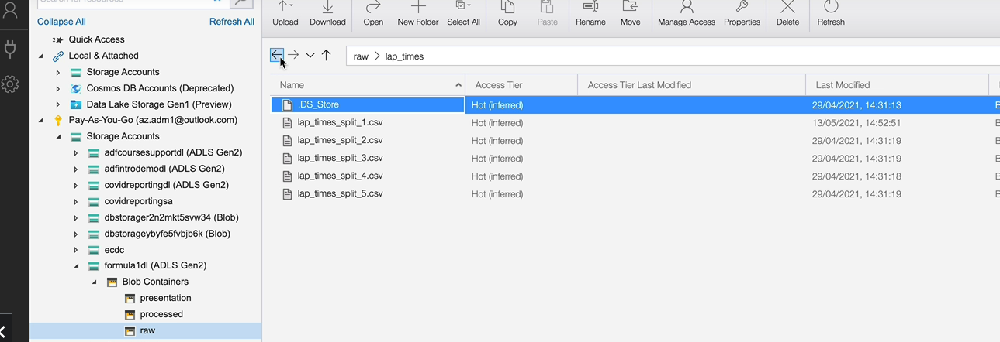 Search for resources
Collapse All
Refresh All
Quick Access
Local & Attached
Storage Accounts
Cosmos DB Accounts (Deprecated)
Data Lake Storage Gen1 (Preview)
Pay-As-You-Go (az.adm1@outlook.com)
Storage Accounts
adfcoursesupportdl (ADLS Gen2)
adfintrodemodl (ADLS Gen2)
covidreportingdl (ADLS Gen2)
covidreportingsa
dbstorager2n2mkt5svw34 (Blob)
dbstorageybyfe5fvbjb6k (Blob)
ecdc
formula1dl (ADLS Gen2)
Blob Containers
presentation
processed
raw
Upload Download Open New Folder Select All Copy Paste Rename Move Manage Access Properties Delete Refresh
raw lap_times
Name Access Tier Access Tier Last Modified Last Modified
.DS_Store Hot (inferred) 29/04/2021, 14:31:13
lap_times_split_1.csv Hot (inferred) 13/05/2021, 14:52:51
lap_times_split_2.csv Hot (inferred) 29/04/2021, 14:31:19
lap_times_split_3.csv Hot (inferred) 29/04/2021, 14:31:19
lap_times_split_4.csv Hot (inferred) 29/04/2021, 14:31:18
lap_times_split_5.csv Hot (inferred) 29/04/2021, 14:31:19